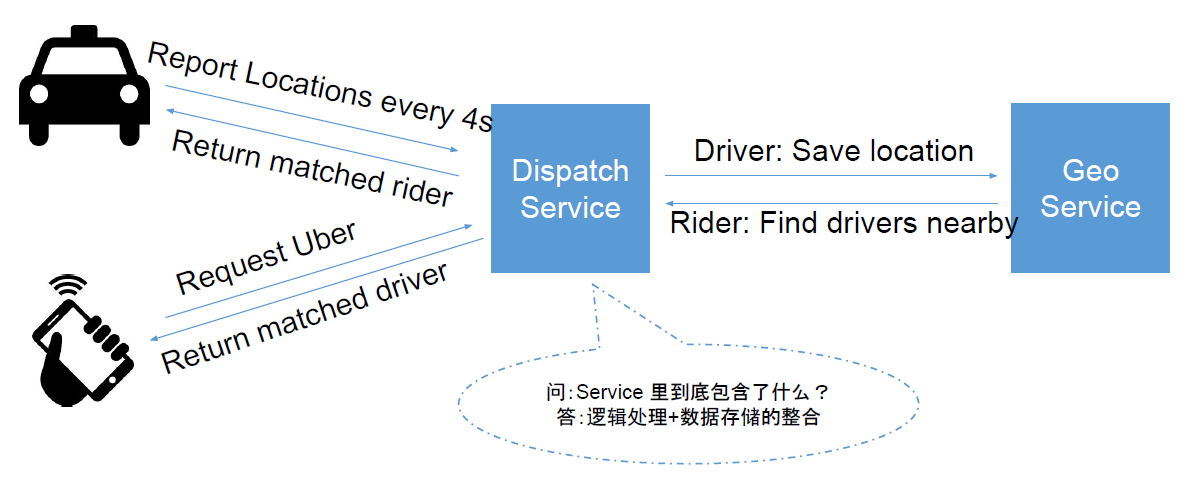 Report Locations every 4s
Return matched rider
Request Uber
Return matched driver
Dispatch
Service
Driver: Save location
Rider: Find drivers nearby
Geo
Service
问：Service 里到底包含了什么？
答：逻辑处理+数据存储的整合